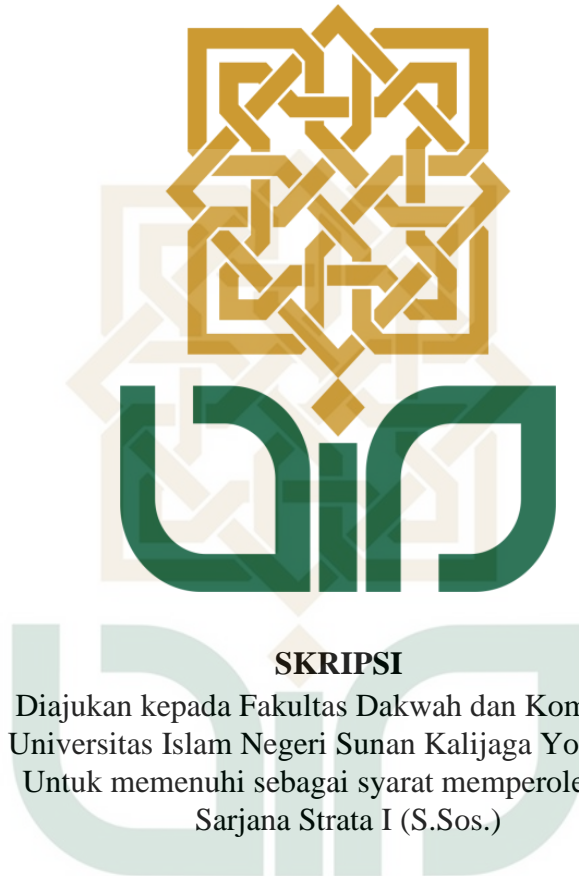 SKRIPSI
Diajukan kepada Fakultas Dakwah dan Kom
Universitas Islam Negeri Sunan Kalijaga Yo
Untuk memenuhi sebagai syarat memperole
Sarjana Strata I (S.Sos.)